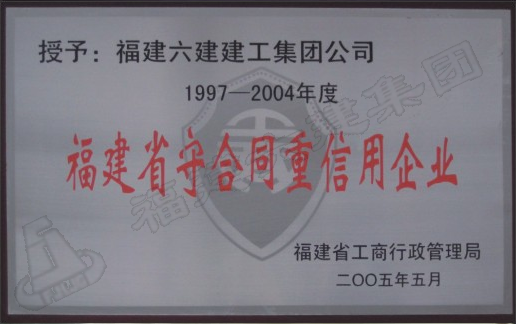 授予：福建六建建工集团公司
1997—2004年度
福建省守合同重信用企业
福建省工商行政管理局
二〇〇五年五月